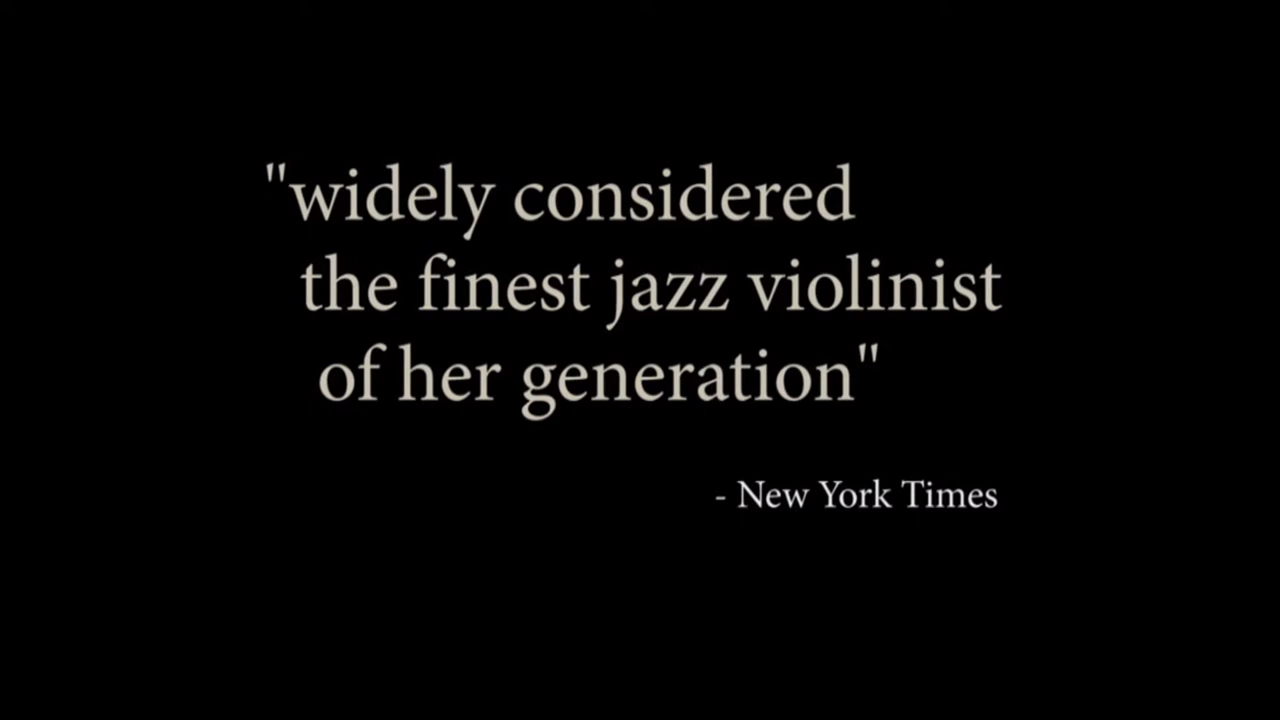 "widely considered
the finest jazz violinist
of her generation"
- New York Times